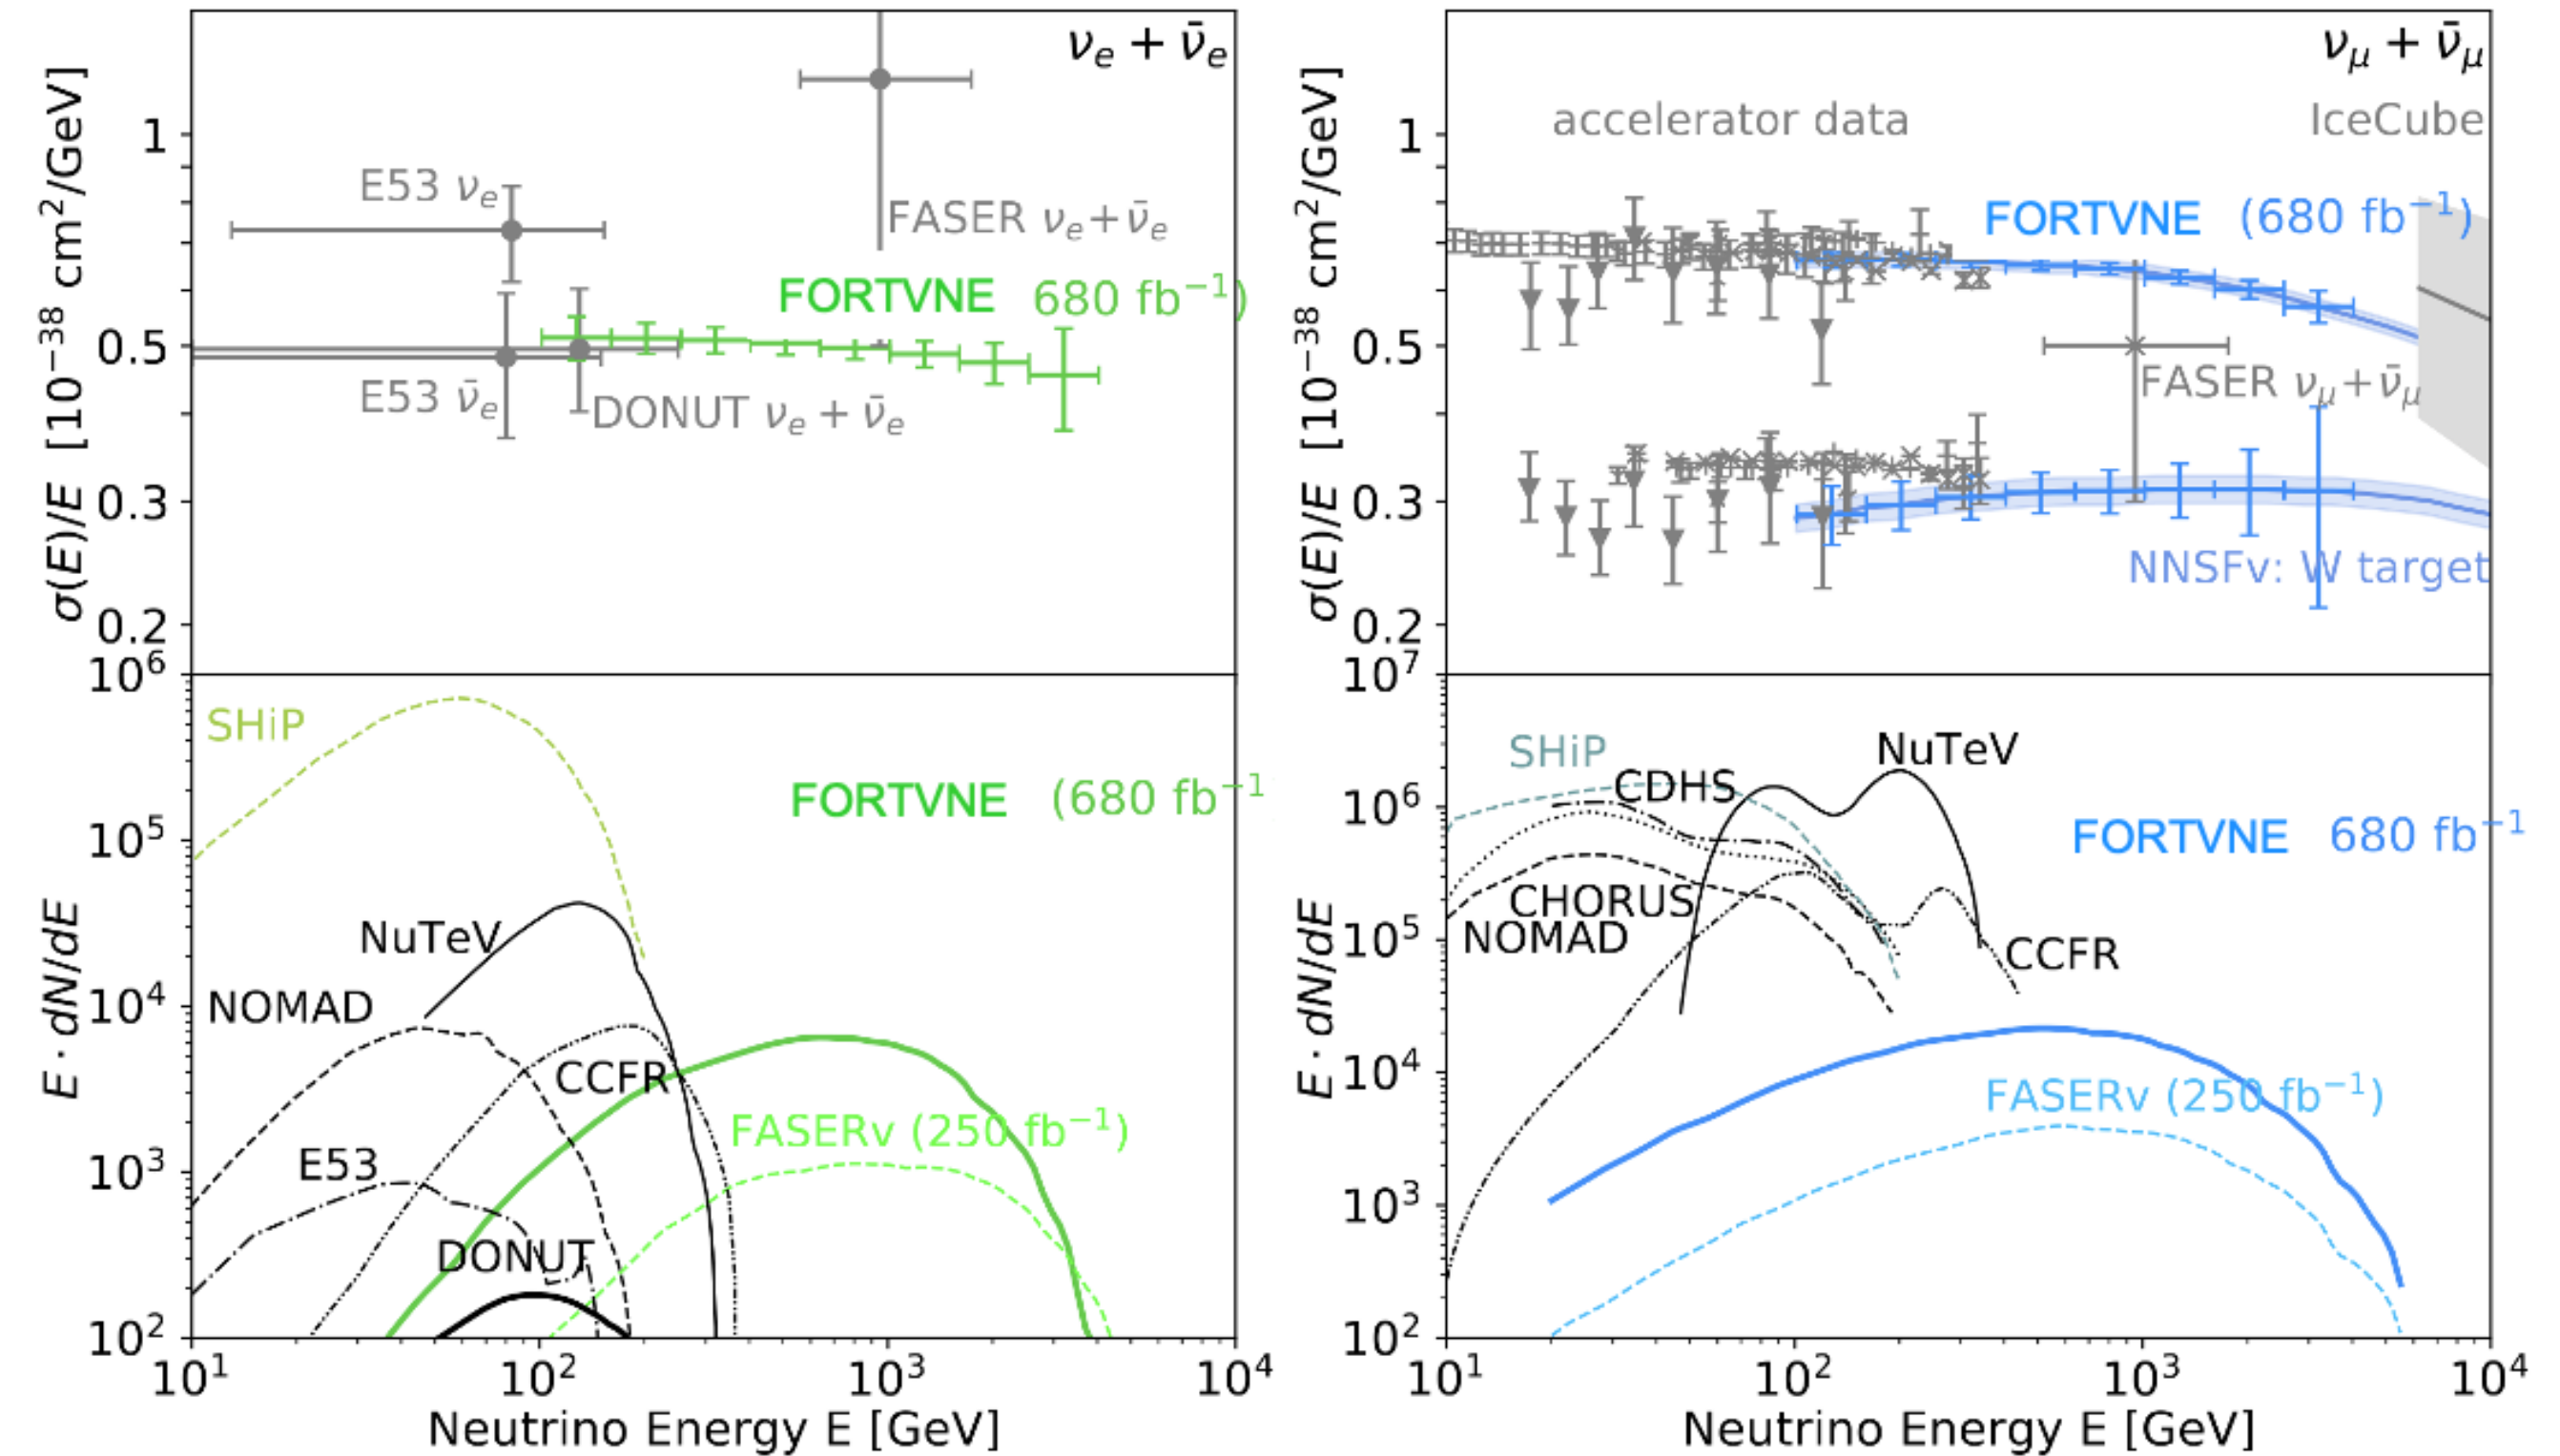 νe + ν̄e
σ(E)/E [10⁻³⁸ cm²/GeV]
1
0.5
0.3
0.2
E53 νe
FASER νe+ν̄e
FORTVNE 680 fb⁻¹)
E53 ν̄e
DONUT νe + ν̄e
νμ + ν̄μ
σ(E)/E [10⁻³⁸ cm²/GeV]
1
0.5
0.3
0.2
accelerator data
IceCube
FORTVNE (680 fb⁻¹)
FASER νμ+ν̄μ
NNSFv: W target
E · dN/dE
10⁶
10⁵
10⁴
10³
10²
SHiP
FORTVNE (680 fb⁻¹
NuTeV
NOMAD
CCFR
FASERv (250 fb⁻¹)
E53
DONUT
10¹ 10² 10³ 10⁴
Neutrino Energy E [GeV]
E · dN/dE
10⁷
10⁶
10⁵
10⁴
10³
10²
SHiP
NuTeV
CDHS
FORTVNE 680 fb⁻¹
CHORUS
NOMAD
CCFR
FASERv (250 fb⁻¹)
10¹ 10² 10³ 10⁴
Neutrino Energy E [GeV]